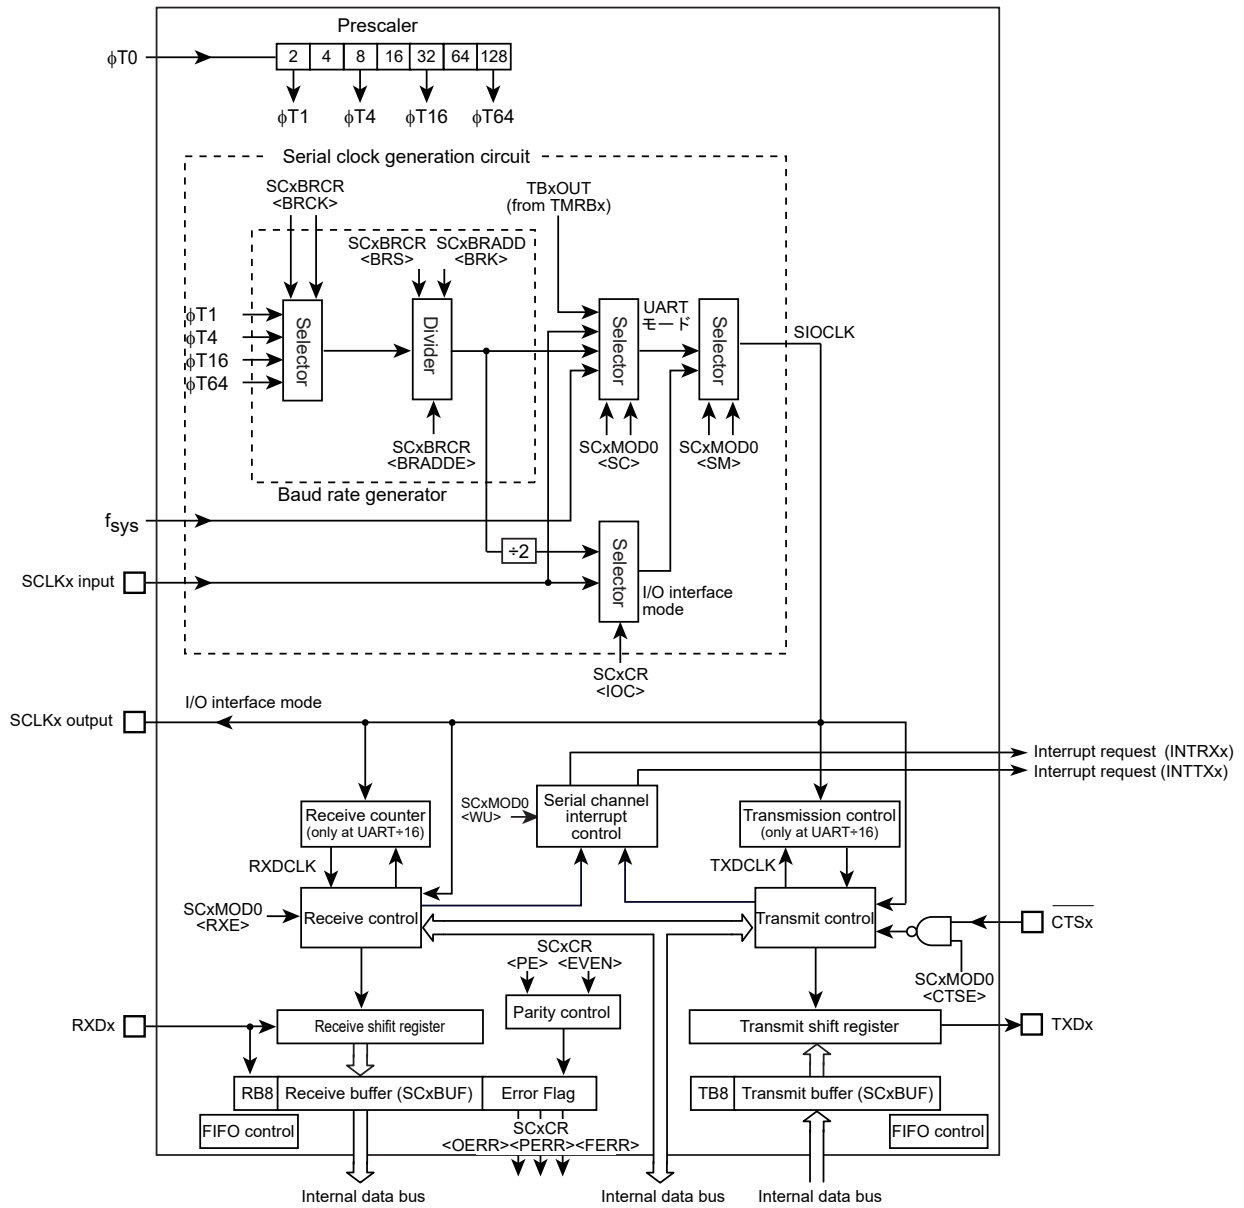 Prescaler
ϕT0
2 4 8 16 32 64 128
ϕT1 ϕT4 ϕT16 ϕT64
Serial clock generation circuit
SCxBRCR
<BRCK>
TBxOUT
(from TMRBx)
SCxBRCR
<BRS>
SCxBRADD
<BRK>
ϕT1
ϕT4
ϕT16
ϕT64
Selector
Divider
Selector
UART
モード
Selector
SIOCLK
SCxBRCR
<BRADDE>
SCxMOD0
<SC>
SCxMOD0
<SM>
Baud rate generator
fsys
÷2
Selector
SCLKx input
I/O interface
mode
SCxCR
<IOC>
I/O interface mode
SCLKx output
Interrupt request (INTRXx)
Interrupt request (INTTXx)
Receive counter
(only at UART÷16)
SCxMOD0
<WU>
Serial channel
interrupt
control
Transmission control
(only at UART÷16)
RXDCLK
TXDCLK
SCxMOD0
<RXE>
Receive control
Transmit control
CTSx
SCxMOD0
<CTSE>
SCxCR
<PE> <EVEN>
Parity control
RXDx
Receive shifit register
Transmit shift register
TXDx
RB8
Receive buffer (SCxBUF)
Error Flag
TB8
Transmit buffer (SCxBUF)
FIFO control
SCxCR
<OERR><PERR><FERR>
FIFO control
Internal data bus
Internal data bus
Internal data bus